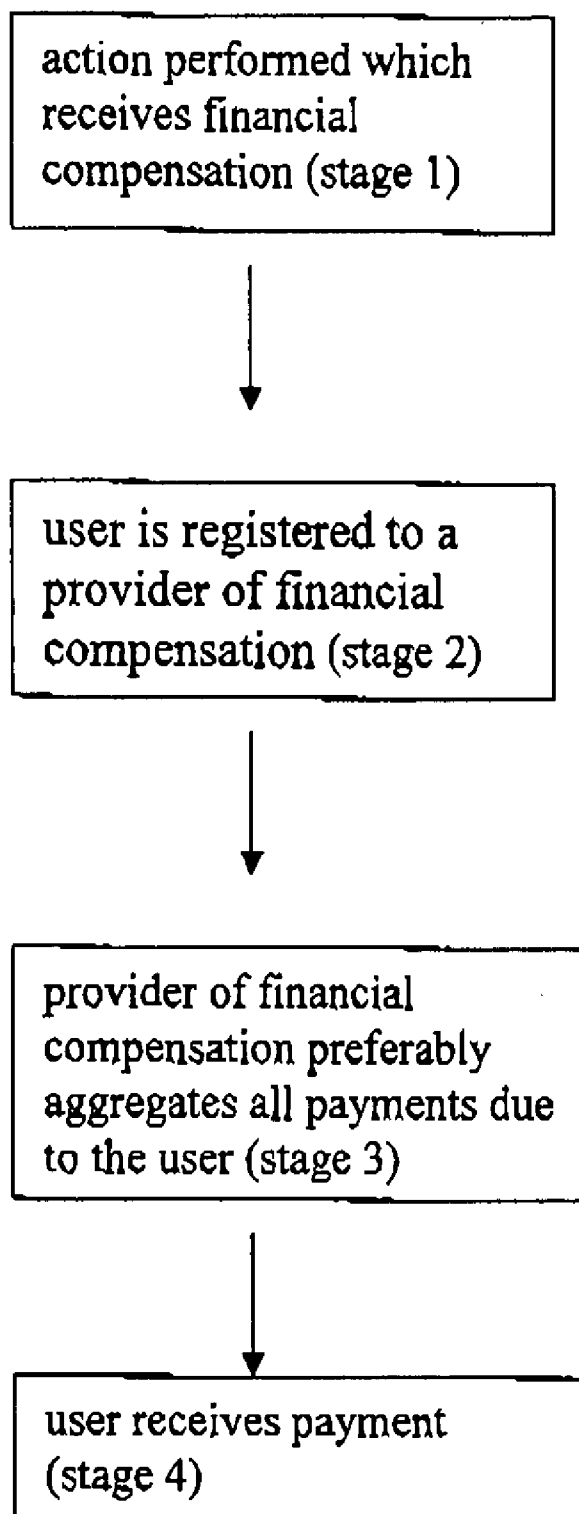 action performed which
receives financial
compensation (stage 1)
user is registered to a
provider of financial
compensation (stage 2)
provider of financial
compensation preferably
aggregates all payments due
to the user (stage 3)
user receives payment
(stage 4)